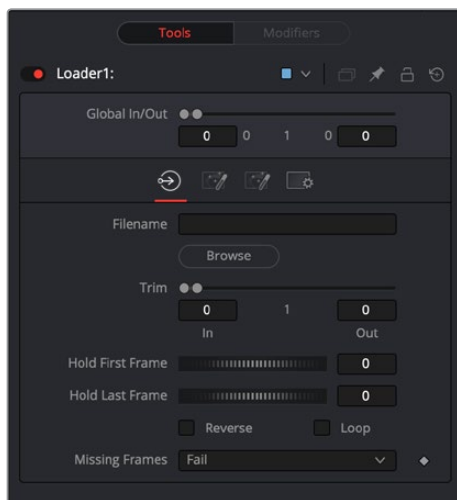 Tools Modifiers
Loader1:
Global In/Out
0 0 1 0 0
Filename
Browse
Trim
0 1 0
In Out
Hold First Frame 0
Hold Last Frame 0
Reverse Loop
Missing Frames Fail